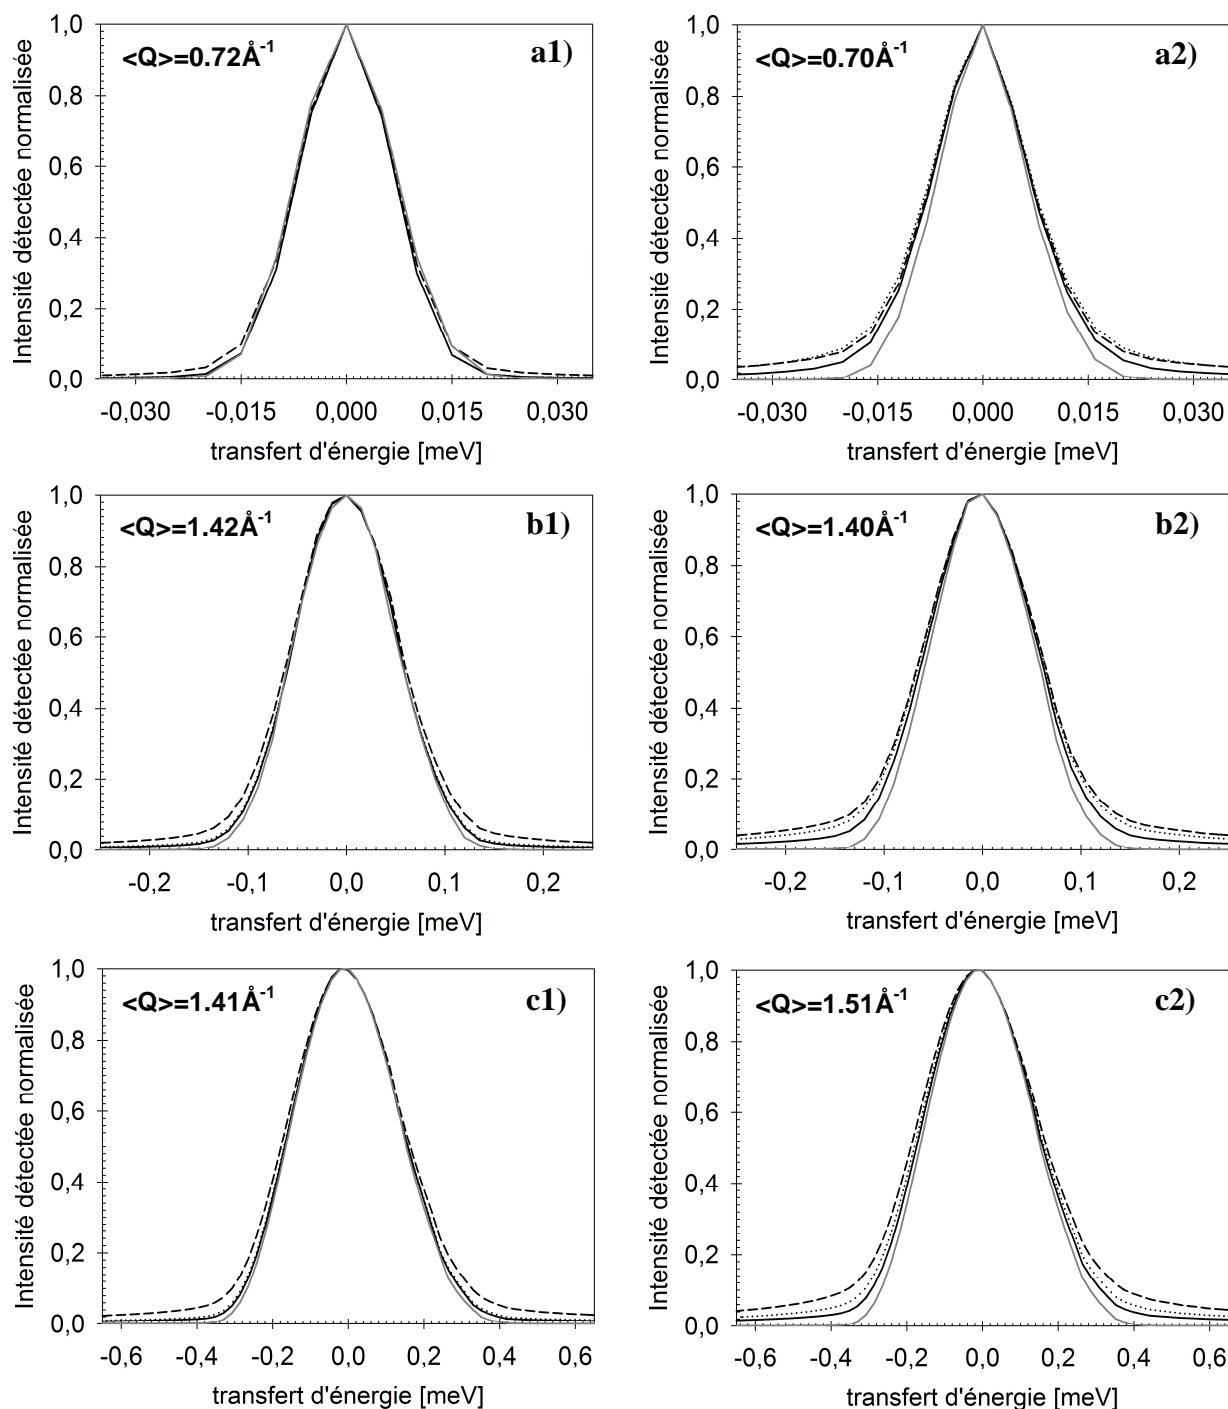 <Q>=0.72Å-1
a1)
Intensité détectée normalisée
1,0
0,8
0,6
0,4
0,2
0,0
-0,030 -0,015 0,000 0,015 0,030
transfert d'énergie [meV]
<Q>=0.70Å-1
a2)
Intensité détectée normalisée
1,0
0,8
0,6
0,4
0,2
0,0
-0,030 -0,015 0,000 0,015 0,030
transfert d'énergie [meV]
<Q>=1.42Å-1
b1)
Intensité détectée normalisée
1,0
0,8
0,6
0,4
0,2
0,0
-0,2 -0,1 0,0 0,1 0,2
transfert d'énergie [meV]
<Q>=1.40Å-1
b2)
Intensité détectée normalisée
1,0
0,8
0,6
0,4
0,2
0,0
-0,2 -0,1 0,0 0,1 0,2
transfert d'énergie [meV]
<Q>=1.41Å-1
c1)
Intensité détectée normalisée
1,0
0,8
0,6
0,4
0,2
0,0
-0,6 -0,4 -0,2 0,0 0,2 0,4 0,6
transfert d'énergie [meV]
<Q>=1.51Å-1
c2)
Intensité détectée normalisée
1,0
0,8
0,6
0,4
0,2
0,0
-0,6 -0,4 -0,2 0,0 0,2 0,4 0,6
transfert d'énergie [meV]